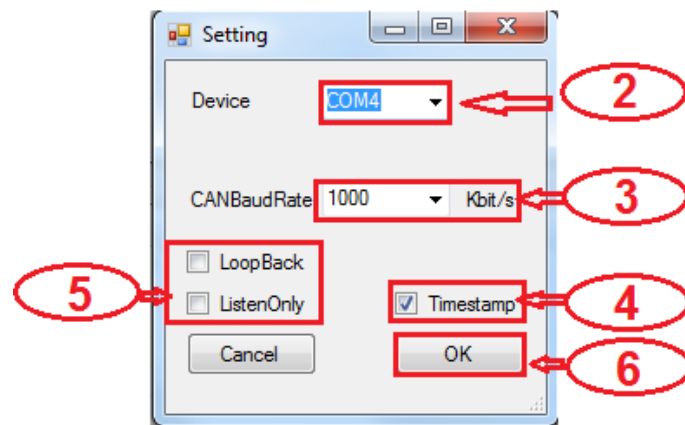 Setting
Device COM4 2
CANBaudRate 1000 Kbit/s 3
LoopBack
5 ListenOnly Timestamp 4
Cancel OK 6